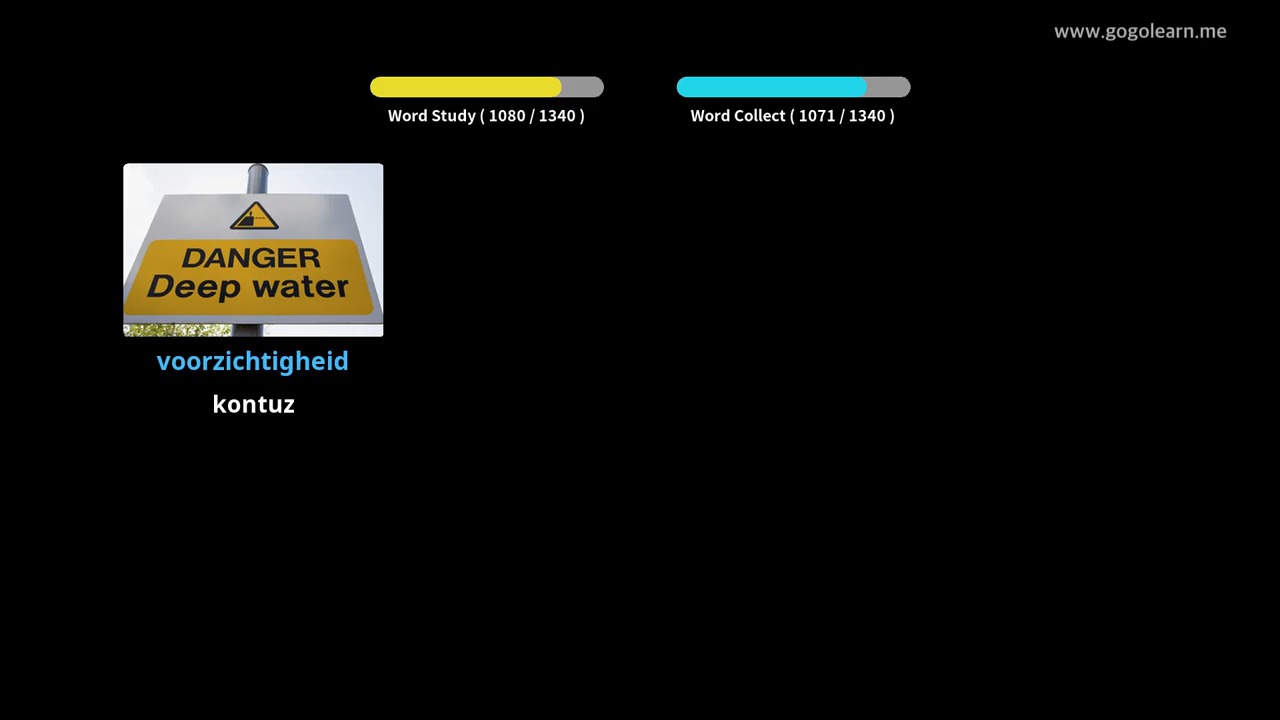 www.gogolearn.me
Word Study ( 1080 / 1340 )
Word Collect ( 1071 / 1340 )
DANGER
Deep water
voorzichtigheid
kontuz